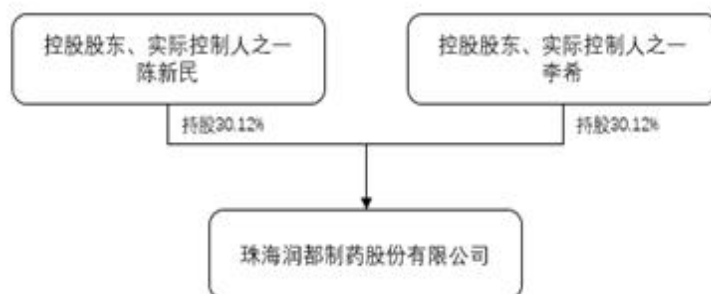 控股股东、实际控制人之一
陈新民
控股股东、实际控制人之一
李希
持股30.12%
持股30.12%
珠海润都制药股份有限公司